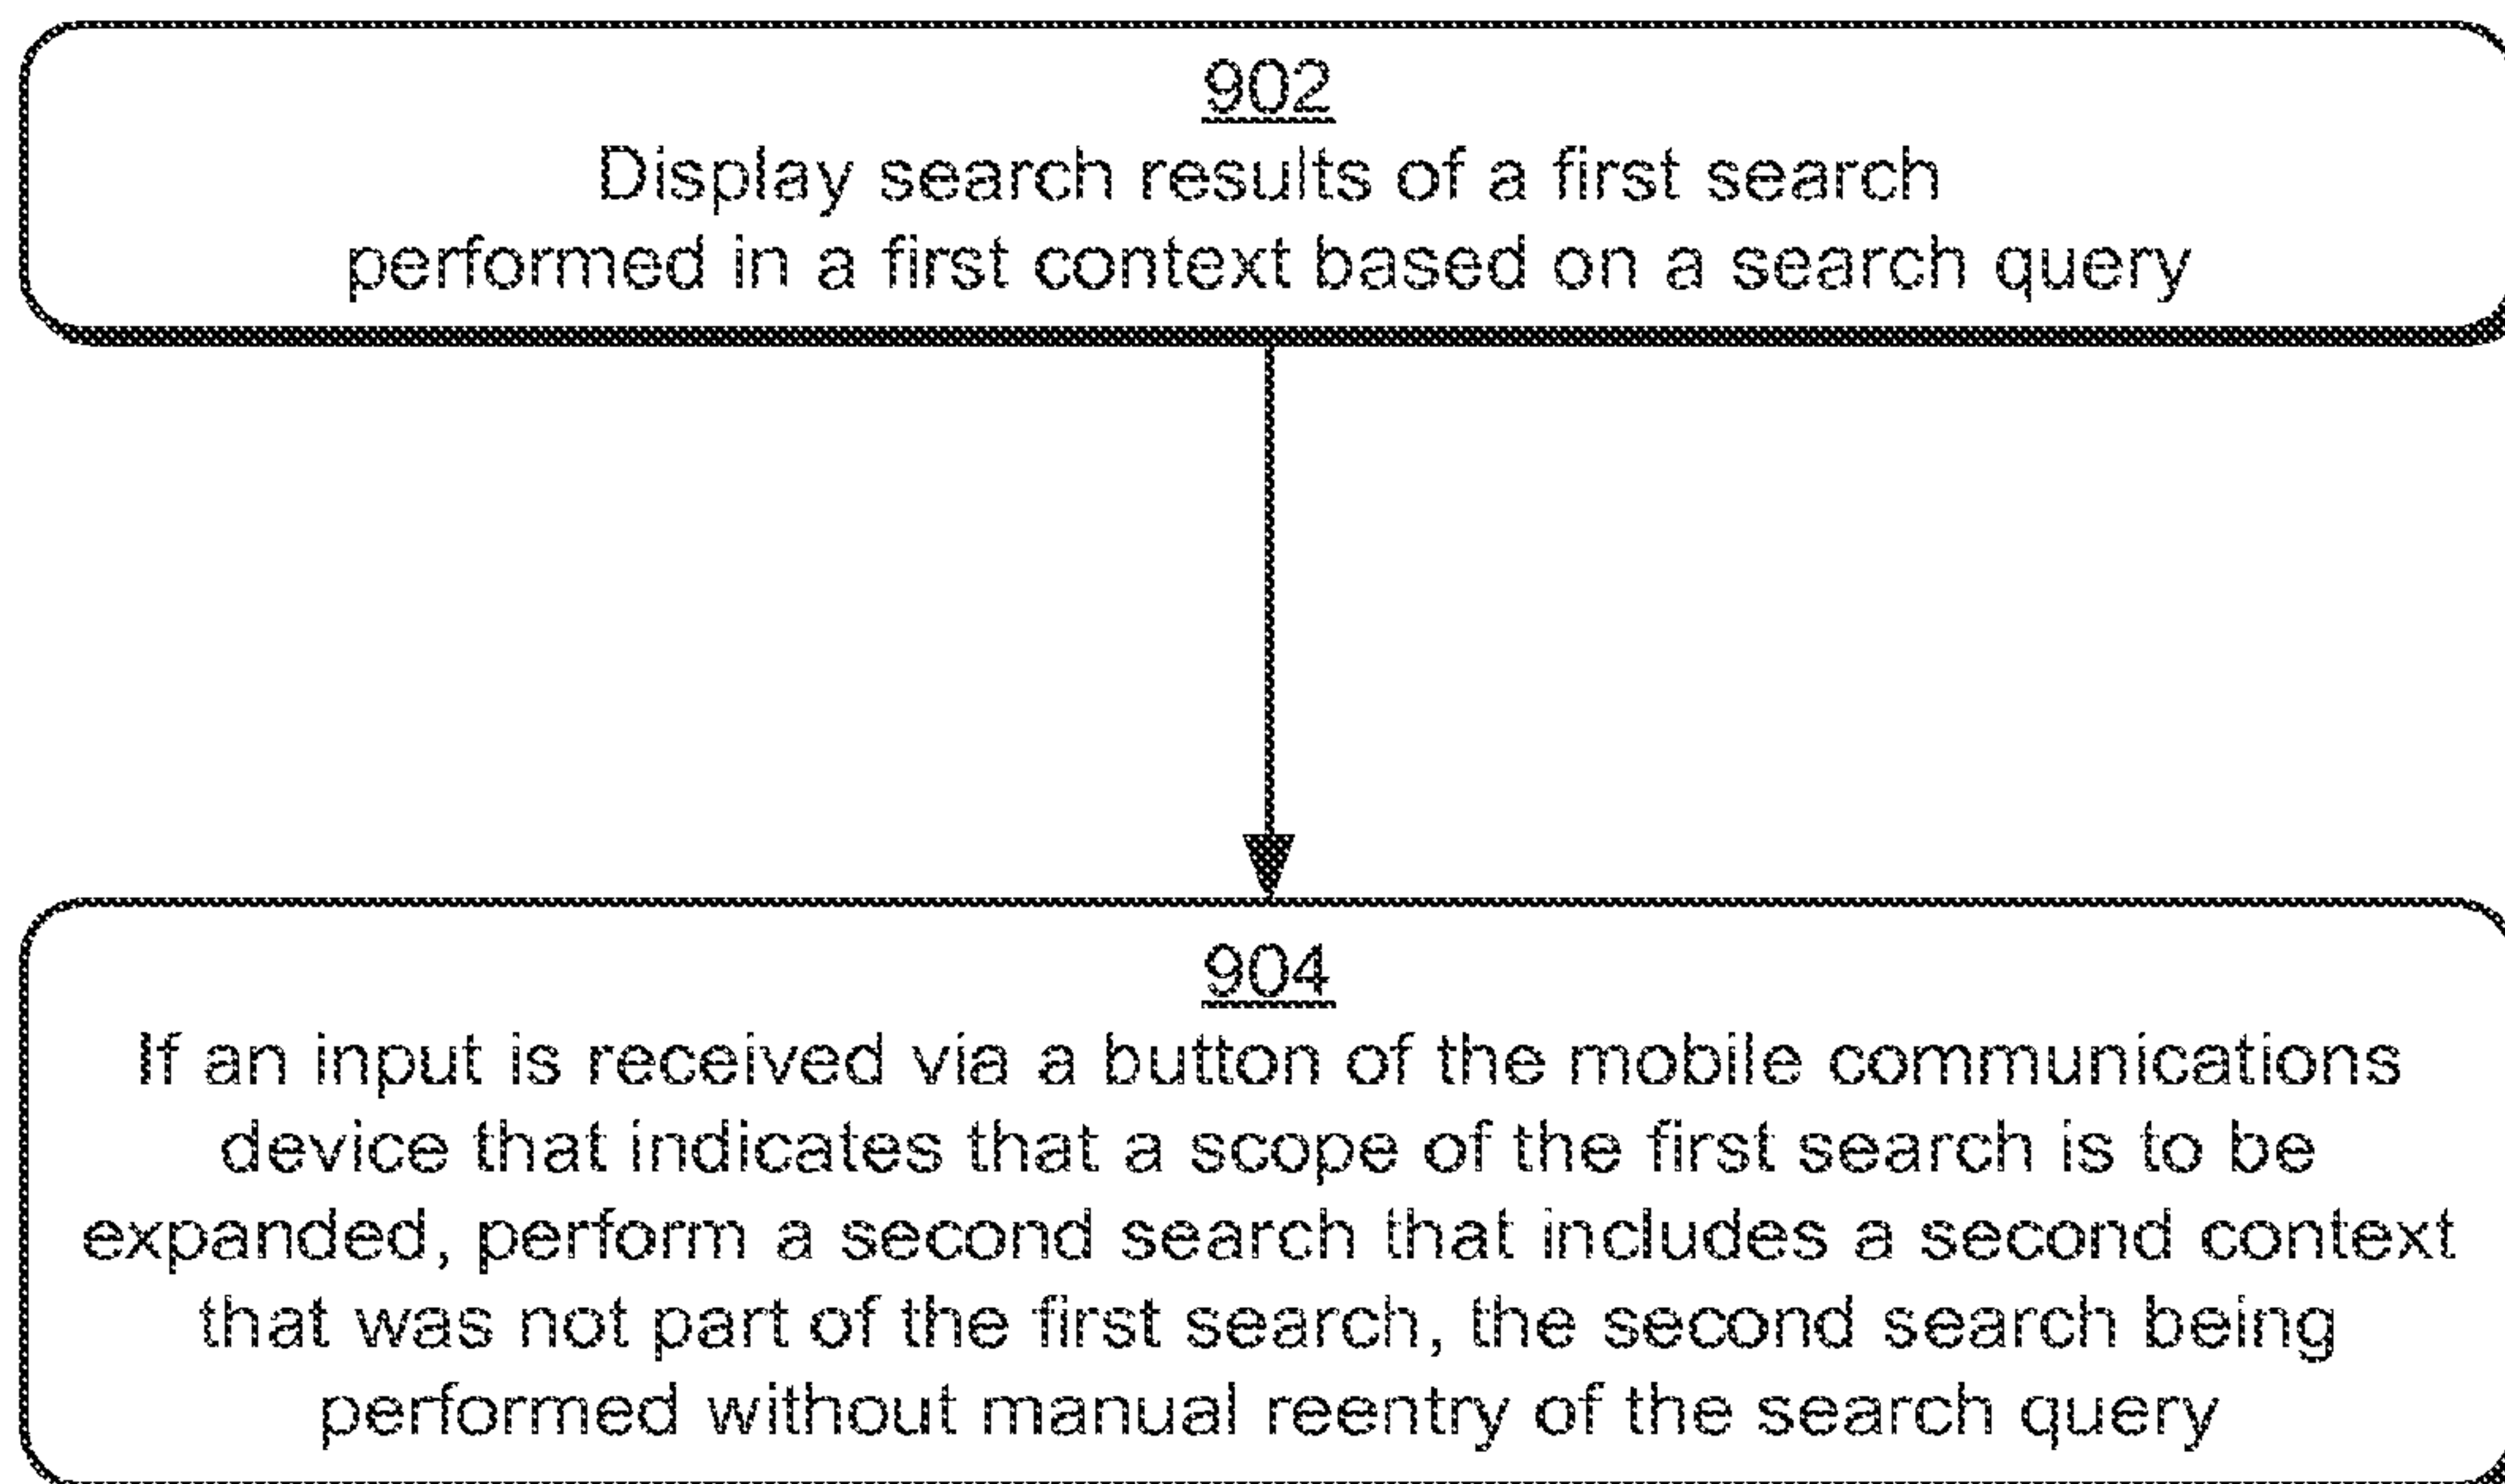 902
Display search results of a first search
performed in a first context based on a search query
904
If an input is received via a button of the mobile communications
device that indicates that a scope of the first search is to be
expanded, perform a second search that includes a second context
that was not part of the first search, the second search being
performed without manual reentry of the search query